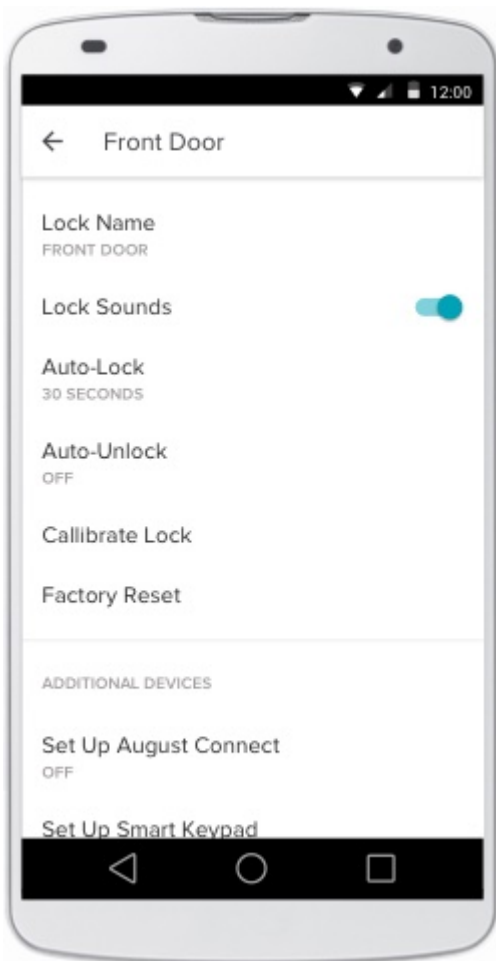 12:00
Front Door
Lock Name
FRONT DOOR
Lock Sounds
Auto-Lock
30 SECONDS
Auto-Unlock
OFF
Callibrate Lock
Factory Reset
ADDITIONAL DEVICES
Set Up August Connect
OFF
Set Up Smart Keypad